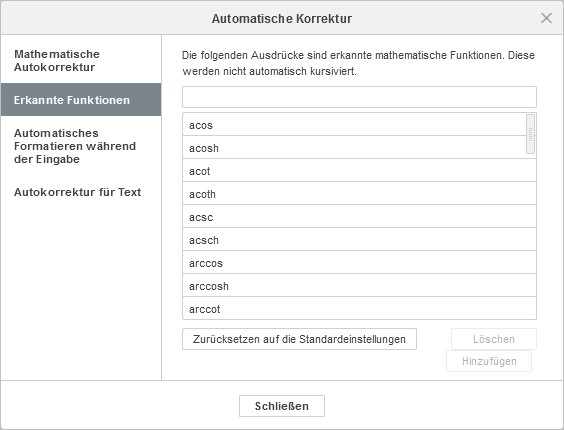 Automatische Korrektur
Mathematische
Autokorrektur
Erkannte Funktionen
Automatisches
Formatieren während
der Eingabe
Autokorrektur für Text
Die folgenden Ausdrücke sind erkannte mathematische Funktionen. Diese
werden nicht automatisch kursiviert.
acos
acosh
acot
acoth
acsc
acsch
arccos
arccosh
arccot
Zurücksetzen auf die Standardeinstellungen
Löschen
Hinzufügen
Schließen